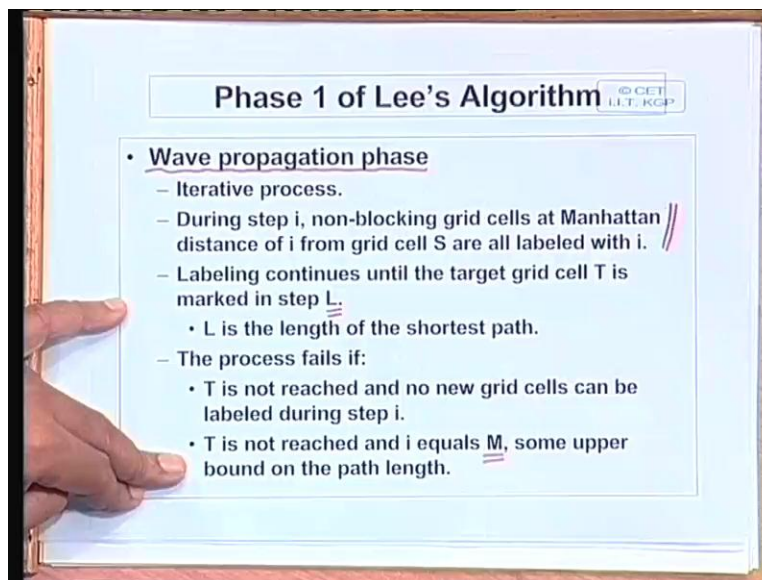 Phase 1 of Lee's Algorithm
© CET
I.I.T. KGP
• Wave propagation phase
– Iterative process.
– During step i, non-blocking grid cells at Manhattan
distance of i from grid cell S are all labeled with i.
– Labeling continues until the target grid cell T is
marked in step L.
• L is the length of the shortest path.
– The process fails if:
• T is not reached and no new grid cells can be
labeled during step i.
• T is not reached and i equals M, some upper
bound on the path length.